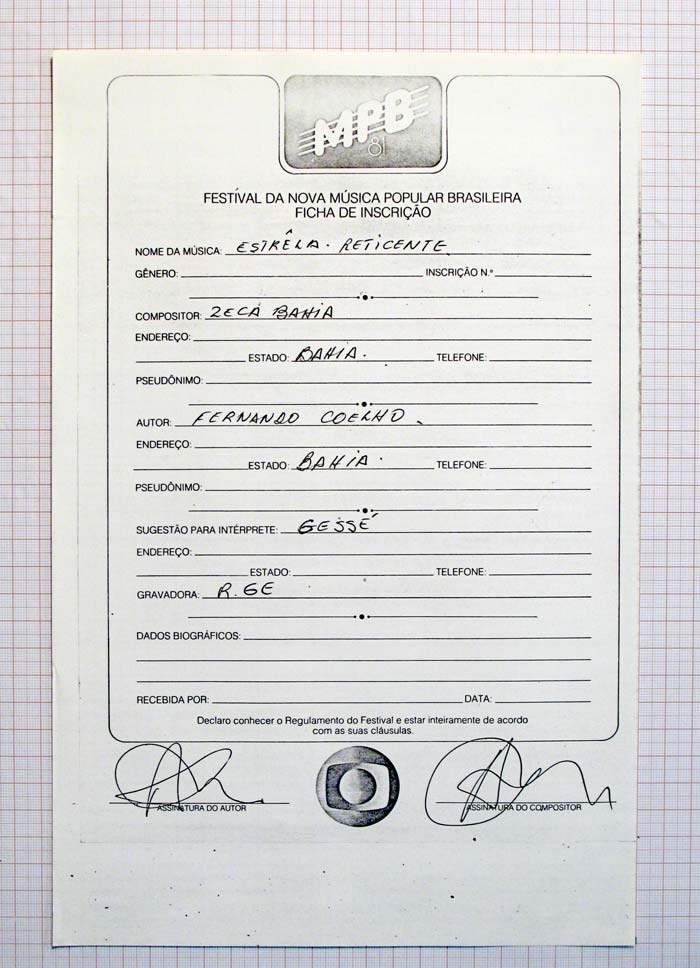 MPB
81
FESTIVAL DA NOVA MÚSICA POPULAR BRASILEIRA
FICHA DE INSCRIÇÃO
NOME DA MÚSICA: ESTRÊLA. RETICENTE
GÊNERO: INSCRIÇÃO N.º
COMPOSITOR: ZECA BAHIA
ENDEREÇO:
ESTADO: BAHIA. TELEFONE:
PSEUDÔNIMO:
AUTOR: FERNANDO COELHO.
ENDEREÇO:
ESTADO: BAHIA. TELEFONE:
PSEUDÔNIMO:
SUGESTÃO PARA INTÉRPRETE: GESSÉ
ENDEREÇO:
ESTADO: TELEFONE:
GRAVADORA: R.GE
DADOS BIOGRÁFICOS:
RECEBIDA POR: DATA:
Declaro conhecer o Regulamento do Festival e estar inteiramente de acordo
com as suas cláusulas.
ASSINATURA DO AUTOR ASSINATURA DO COMPOSITOR